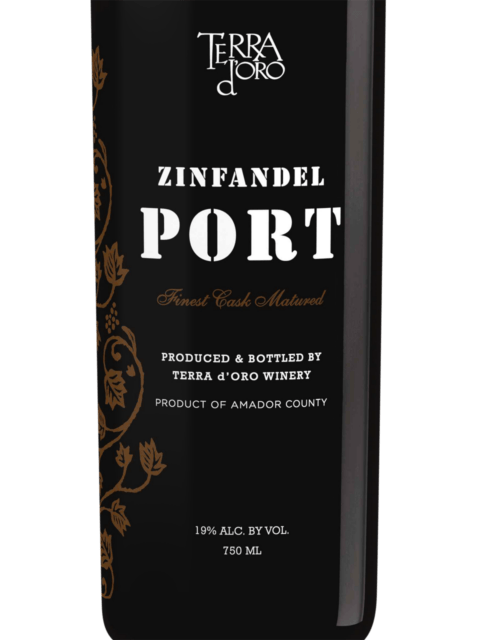 TERRA
d'ORO
ZINFANDEL
PORT
Finest Cask Matured
PRODUCED & BOTTLED BY
TERRA d'ORO WINERY
PRODUCT OF AMADOR COUNTY
19% ALC. BY VOL.
750 ML